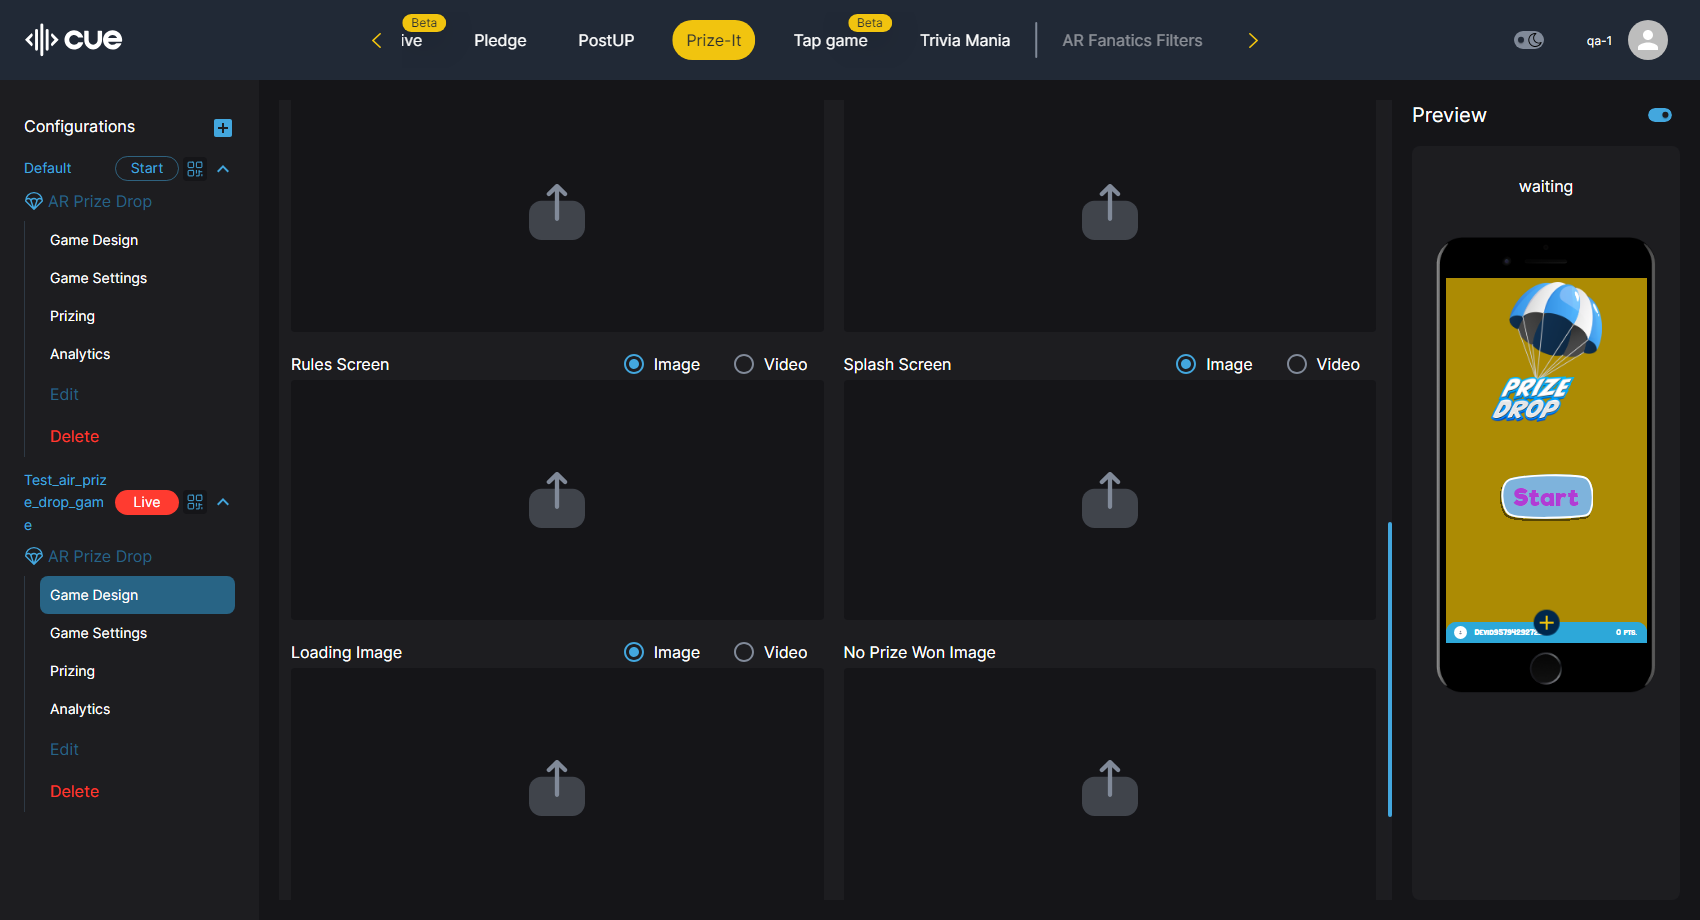 cue
Beta
ive
Pledge
PostUP
Prize-It
Beta
Tap game
Trivia Mania
AR Fanatics Filters
qa-1
Configurations
Default
Start
AR Prize Drop
Game Design
Game Settings
Prizing
Analytics
Edit
Delete
Test_air_priz
e_drop_gam
e
Live
AR Prize Drop
Game Design
Game Settings
Prizing
Analytics
Edit
Delete
Rules Screen
Image
Video
Splash Screen
Image
Video
Loading Image
Image
Video
No Prize Won Image
Preview
waiting
PRIZE
DROP
Start
0 PTS.